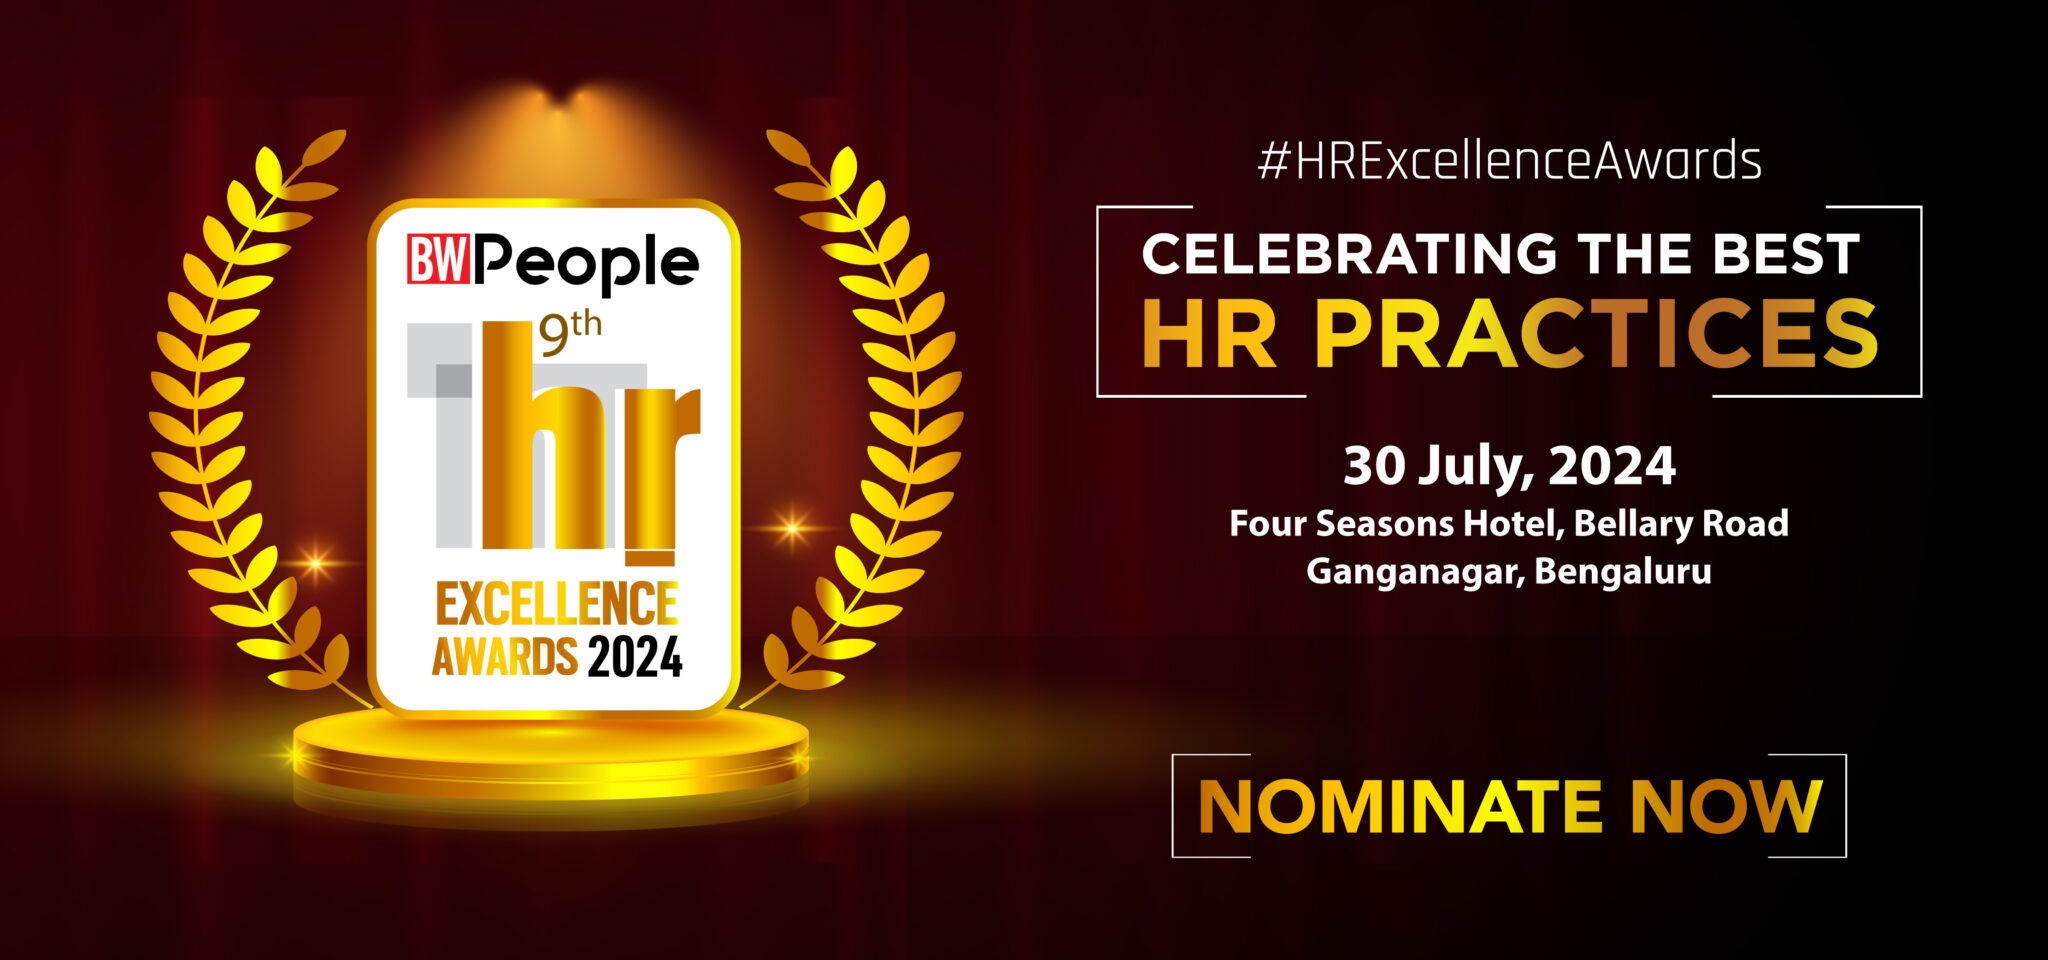 BW People
9th
hr
EXCELLENCE
AWARDS 2024
#HRExcellenceAwards
CELEBRATING THE BEST
HR PRACTICES
30 July, 2024
Four Seasons Hotel, Bellary Road
Ganganagar, Bengaluru
NOMINATE NOW